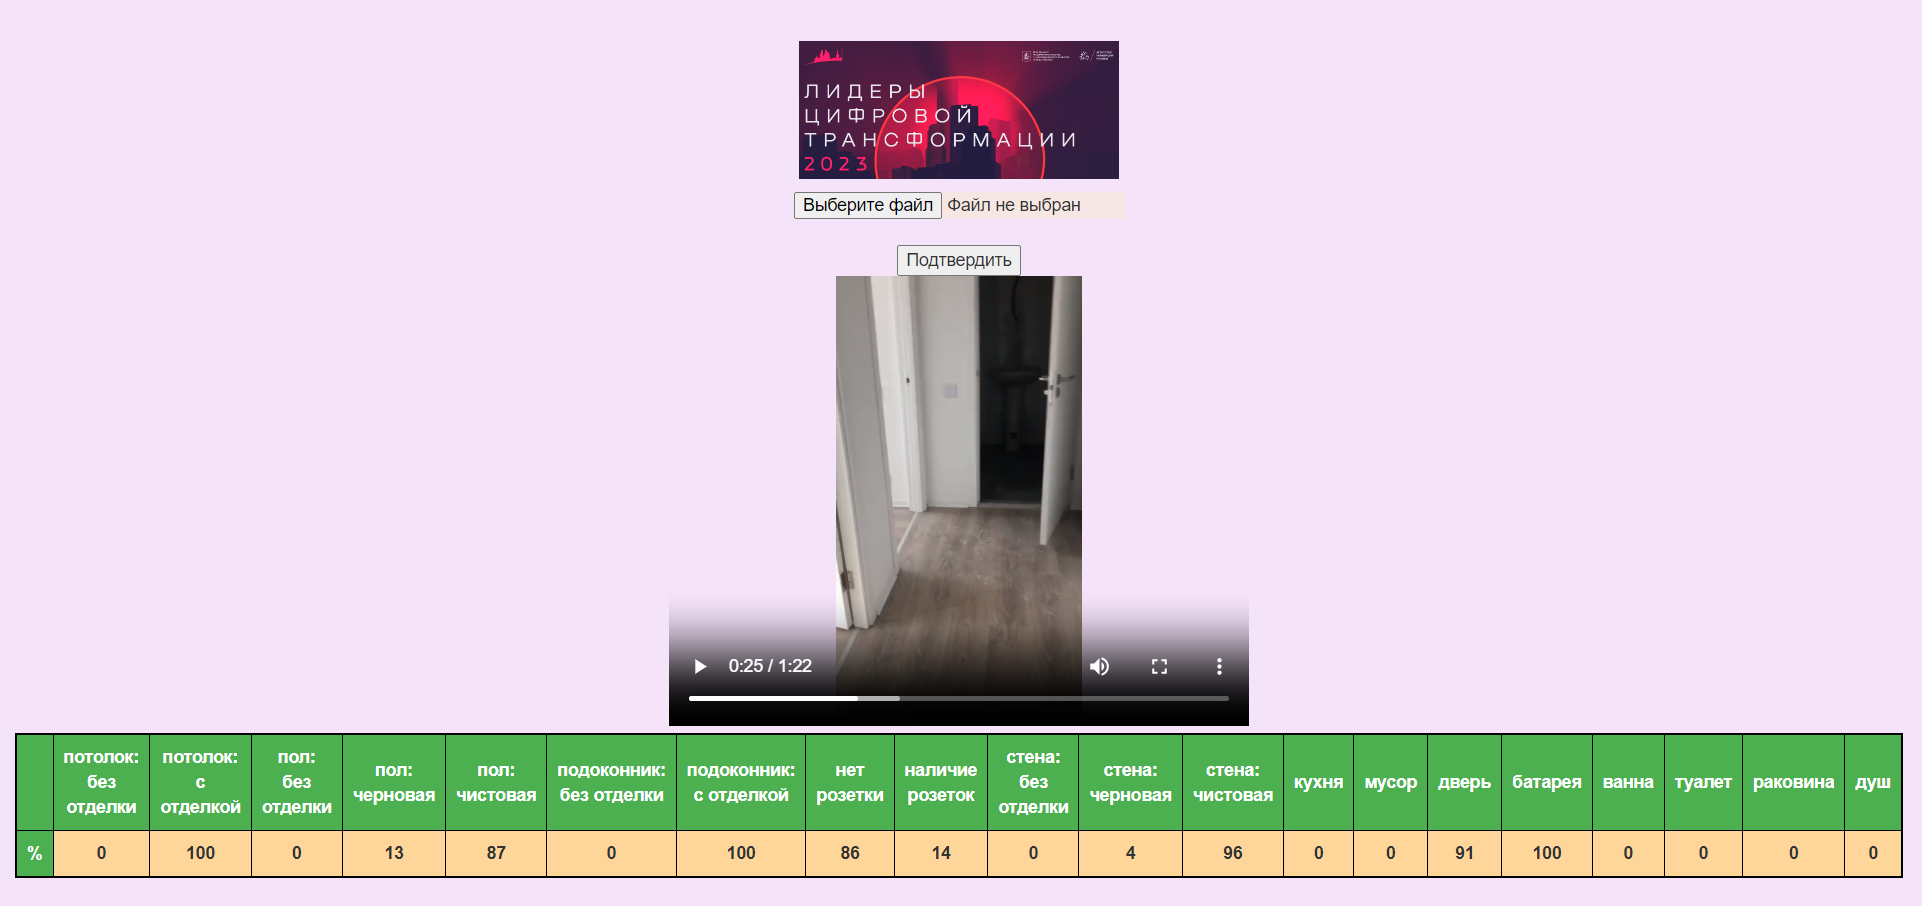 ЛИДЕРЫ
ЦИФРОВОЙ
ТРАНСФОРМАЦИИ
2023
Выберите файл Файл не выбран
Подтвердить
0:25 / 1:22
потолок: без отделки
потолок: с отделкой
пол: без отделки
пол: черновая
пол: чистовая
подоконник: без отделки
подоконник: с отделкой
нет розетки
наличие розеток
стена: без отделки
стена: черновая
стена: чистовая
кухня
мусор
дверь
батарея
ванна
туалет
раковина
душ
% 0 100 0 13 87 0 100 86 14 0 4 96 0 0 91 100 0 0 0 0